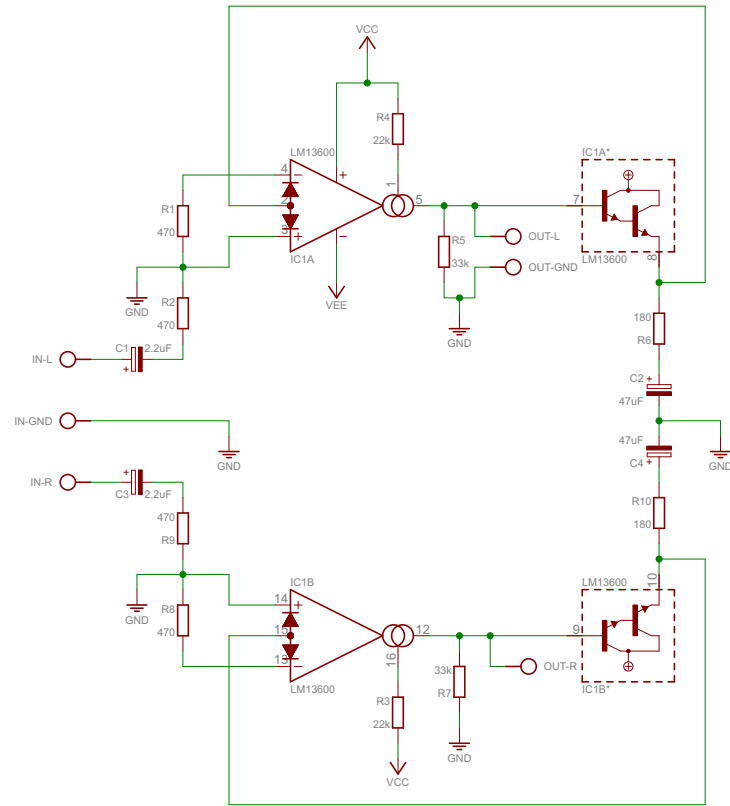 VCC
R4
22k
LM13600
IC1A*
4
1
R1
470
2
5
7
3
OUT-L
R5
33k
IC1A
LM13600
8
OUT-GND
GND
R2
470
VEE
180
R6
GND
C1
2.2uF
IN-L
+
C2
+
47uF
IN-GND
47uF
GND
GND
+
C4
+
IN-R
C3
2.2uF
R10
180
470
R9
IC1B
LM13600
10
14
GND
R8
470
15
12
9
13
16
33k
R7
OUT-R
LM13600
IC1B*
R3
22k
GND
VCC